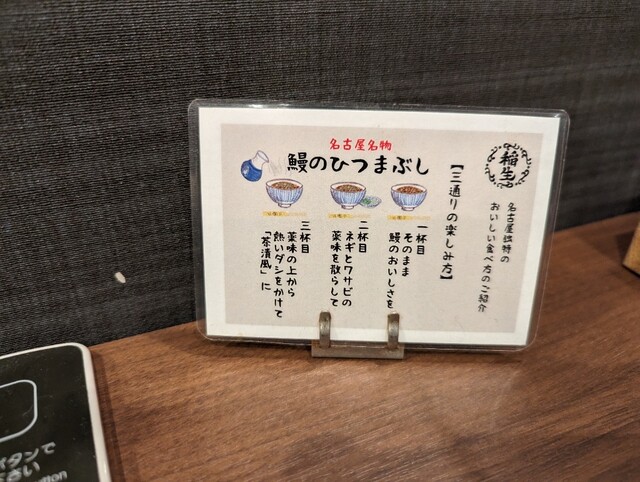 稲生
名古屋独特の
おいしい食べ方のご紹介
名古屋名物
鰻のひつまぶし
【三通りの楽しみ方】
一杯目
そのまま
鰻のおいしさを
二杯目
ネギとワサビの
薬味を散らして
三杯目
薬味の上から
熱いダシをかけて
「茶漬風」に
タンで
さい